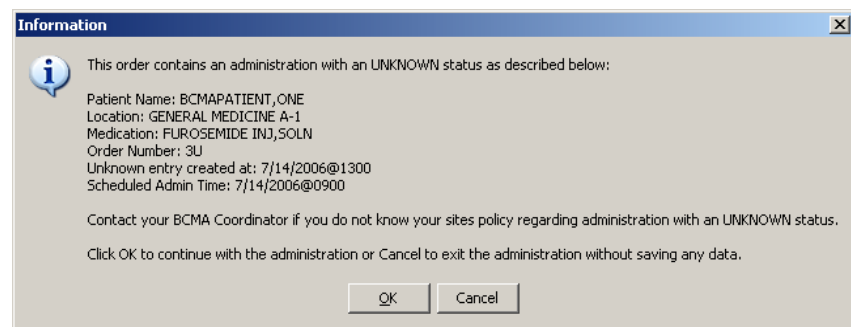 Information
This order contains an administration with an UNKNOWN status as described below:
Patient Name: BCMAPATIENT,ONE
Location: GENERAL MEDICINE A-1
Medication: FUROSEMIDE INJ,SOLN
Order Number: 3U
Unknown entry created at: 7/14/2006@1300
Scheduled Admin Time: 7/14/2006@0900
Contact your BCMA Coordinator if you do not know your sites policy regarding administration with an UNKNOWN status.
Click OK to continue with the administration or Cancel to exit the administration without saving any data.
OK Cancel